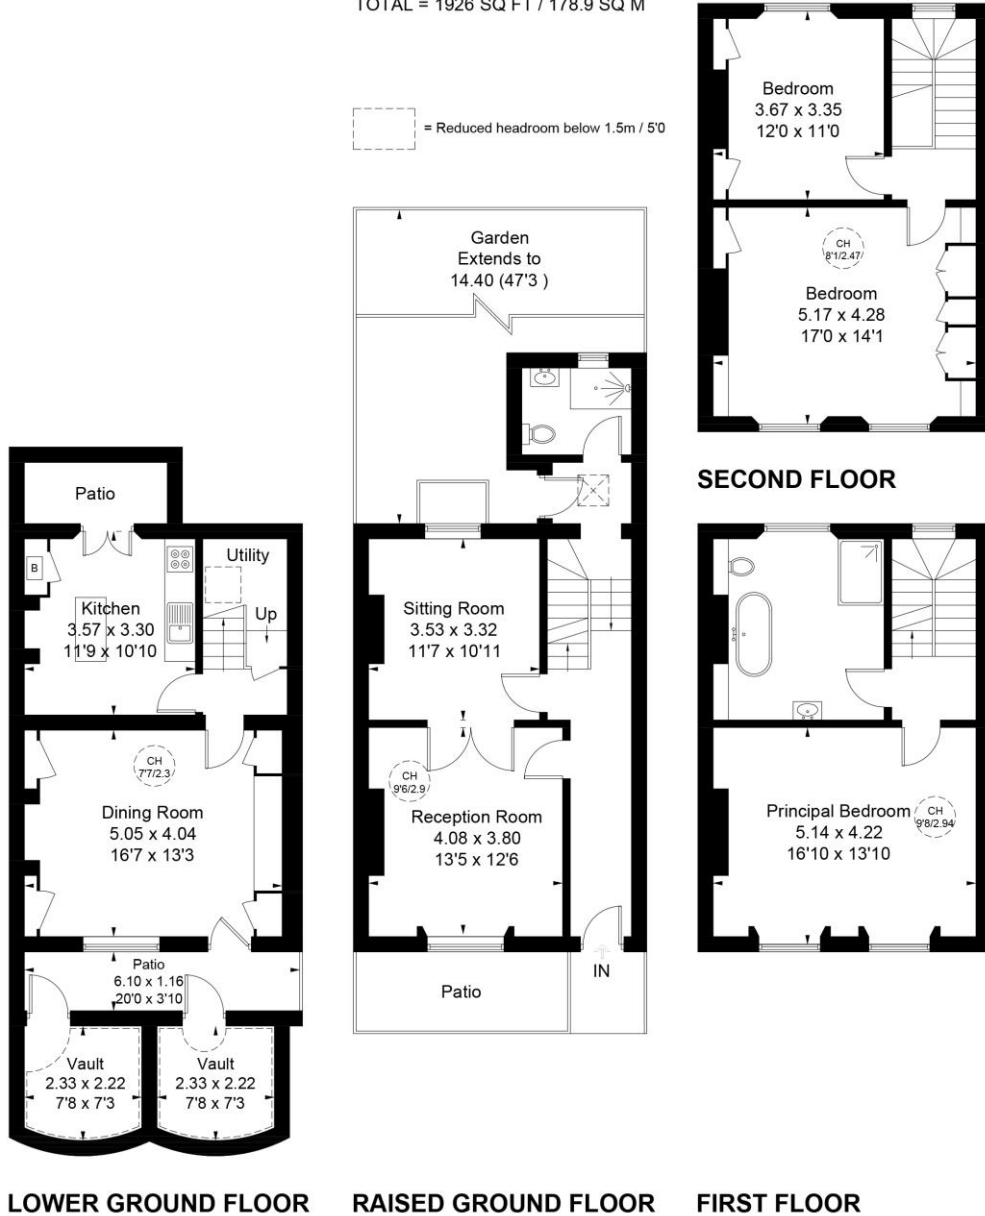 TOTAL = 1926 SQ FT / 178.9 SQ M
= Reduced headroom below 1.5m / 5'0
Bedroom
3.67 x 3.35
12'0 x 11'0
CH
8'1/2.47
Bedroom
5.17 x 4.28
17'0 x 14'1
SECOND FLOOR
Garden
Extends to
14.40 (47'3 )
Patio
B
Kitchen
3.57 x 3.30
11'9 x 10'10
Utility
Up
CH
7'7/2.3
Dining Room
5.05 x 4.04
16'7 x 13'3
Patio
6.10 x 1.16
20'0 x 3'10
Vault
2.33 x 2.22
7'8 x 7'3
Vault
2.33 x 2.22
7'8 x 7'3
LOWER GROUND FLOOR
Sitting Room
3.53 x 3.32
11'7 x 10'11
CH
9'6/2.9
Reception Room
4.08 x 3.80
13'5 x 12'6
IN
Patio
RAISED GROUND FLOOR
Principal Bedroom
5.14 x 4.22
16'10 x 13'10
CH
9'8/2.94
FIRST FLOOR